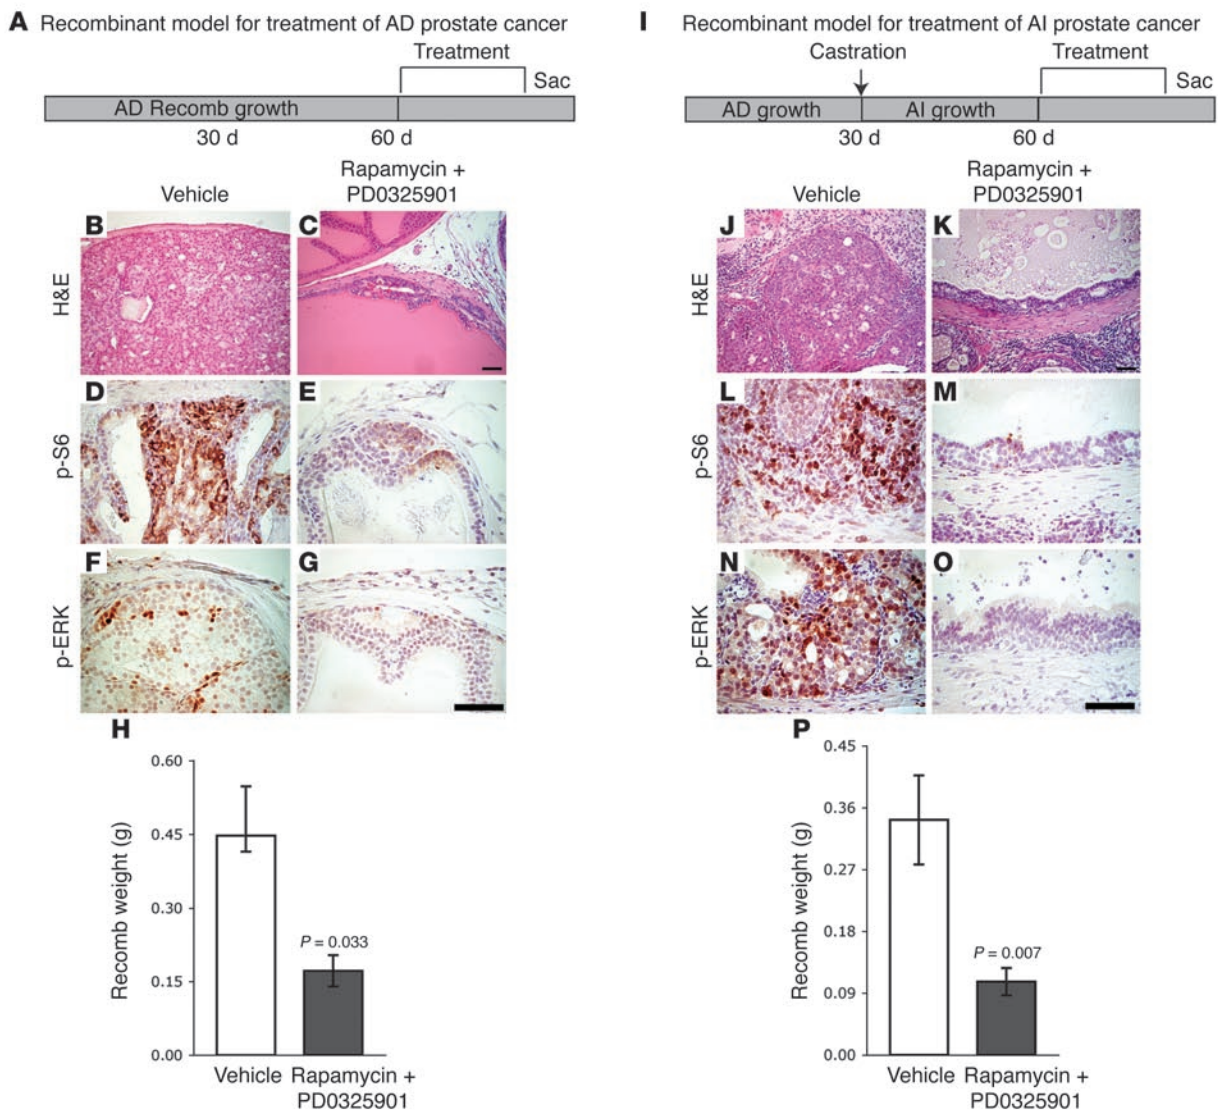 A Recombinant model for treatment of AD prostate cancer
Treatment
Sac
AD Recomb growth
30 d
60 d
Vehicle
Rapamycin +
PD0325901
H&E
B
C
p-S6
D
E
p-ERK
F
G
H
Recomb weight (g)
0.60
0.45
0.30
0.15
0.00
P = 0.033
Vehicle
Rapamycin +
PD0325901
I Recombinant model for treatment of AI prostate cancer
Castration
Treatment
Sac
AD growth
AI growth
30 d
60 d
Vehicle
Rapamycin +
PD0325901
H&E
J
K
p-S6
L
M
p-ERK
N
O
P
Recomb weight (g)
0.45
0.36
0.27
0.18
0.09
0.00
P = 0.007
Vehicle
Rapamycin +
PD0325901